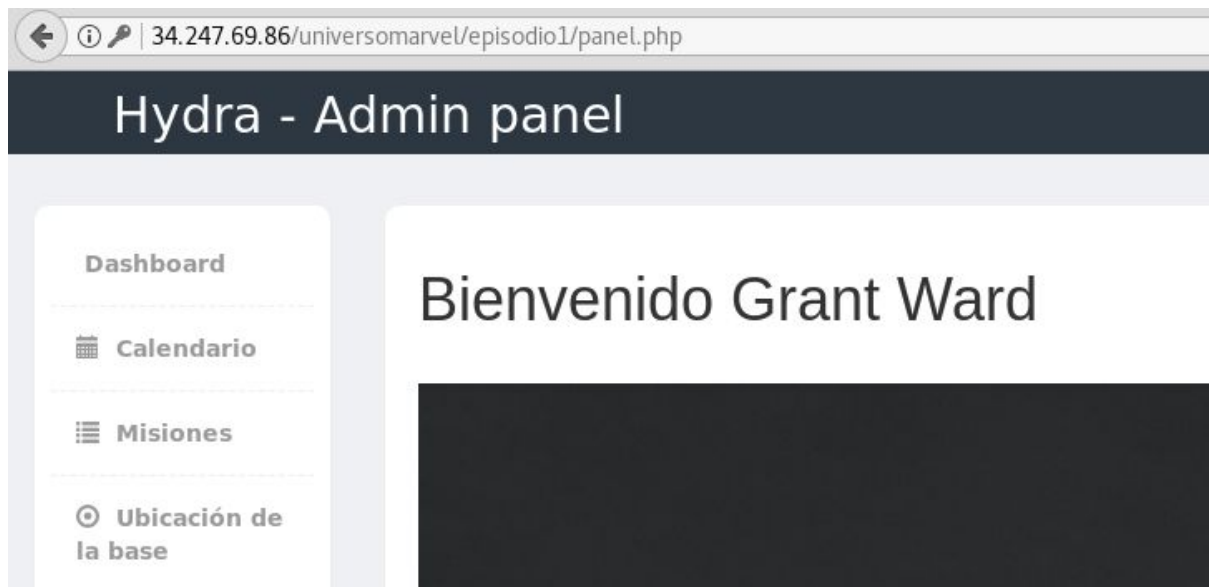 34.247.69.86/universomarvel/episodio1/panel.php
Hydra - Admin panel
Dashboard
Calendario
Misiones
Ubicación de
la base
Bienvenido Grant Ward